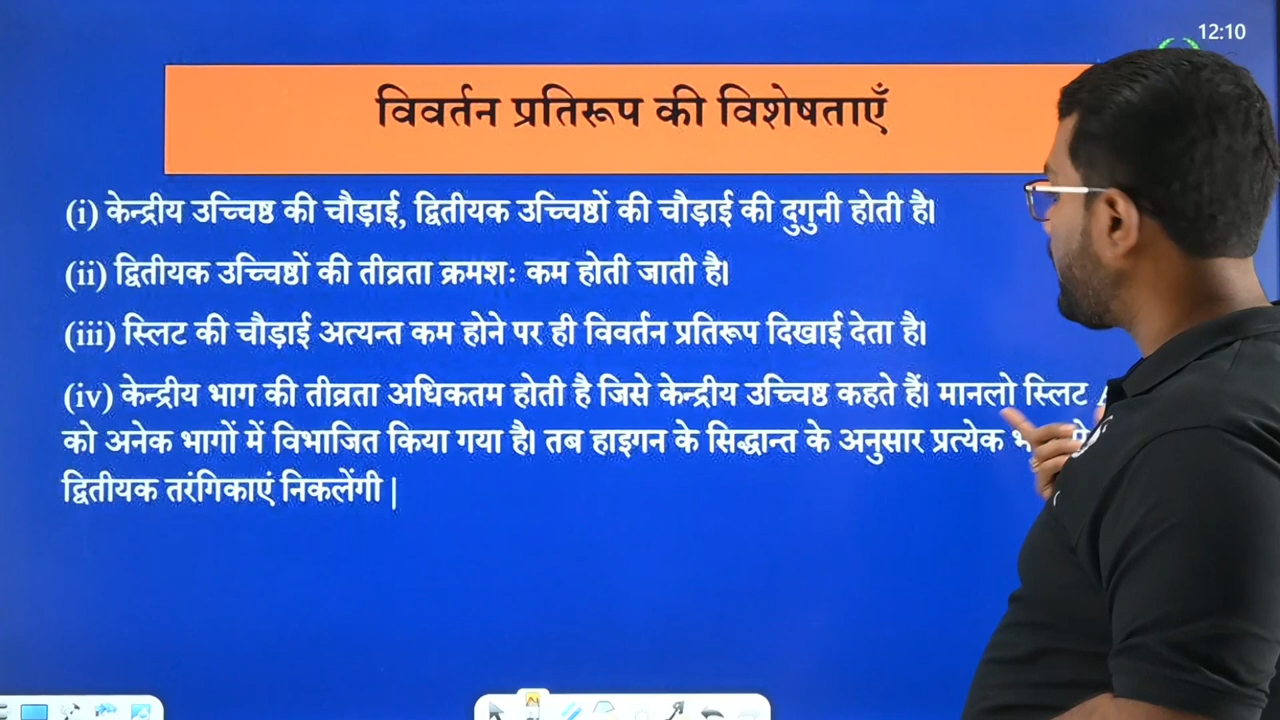 12:10
विवर्तन प्रतिरूप की विशेषताएँ
(i) केन्द्रीय उच्चिष्ठ की चौड़ाई, द्वितीयक उच्चिष्ठों की चौड़ाई की दुगुनी होती है।
(ii) द्वितीयक उच्चिष्ठों की तीव्रता क्रमशः कम होती जाती है।
(iii) स्लिट की चौड़ाई अत्यन्त कम होने पर ही विवर्तन प्रतिरूप दिखाई देता है।
(iv) केन्द्रीय भाग की तीव्रता अधिकतम होती है जिसे केन्द्रीय उच्चिष्ठ कहते हैं। मानलो स्लिट
को अनेक भागों में विभाजित किया गया है। तब हाइगन के सिद्धान्त के अनुसार प्रत्येक
द्वितीयक तरंगिकाएं निकलेंगी |